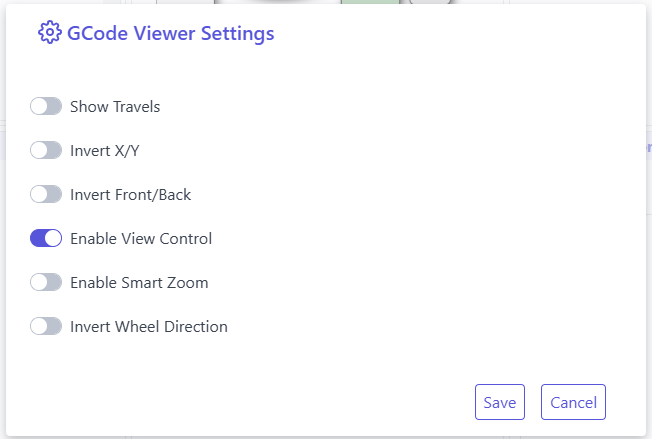 GCode Viewer Settings
Show Travels
Invert X/Y
Invert Front/Back
Enable View Control
Enable Smart Zoom
Invert Wheel Direction
Save Cancel